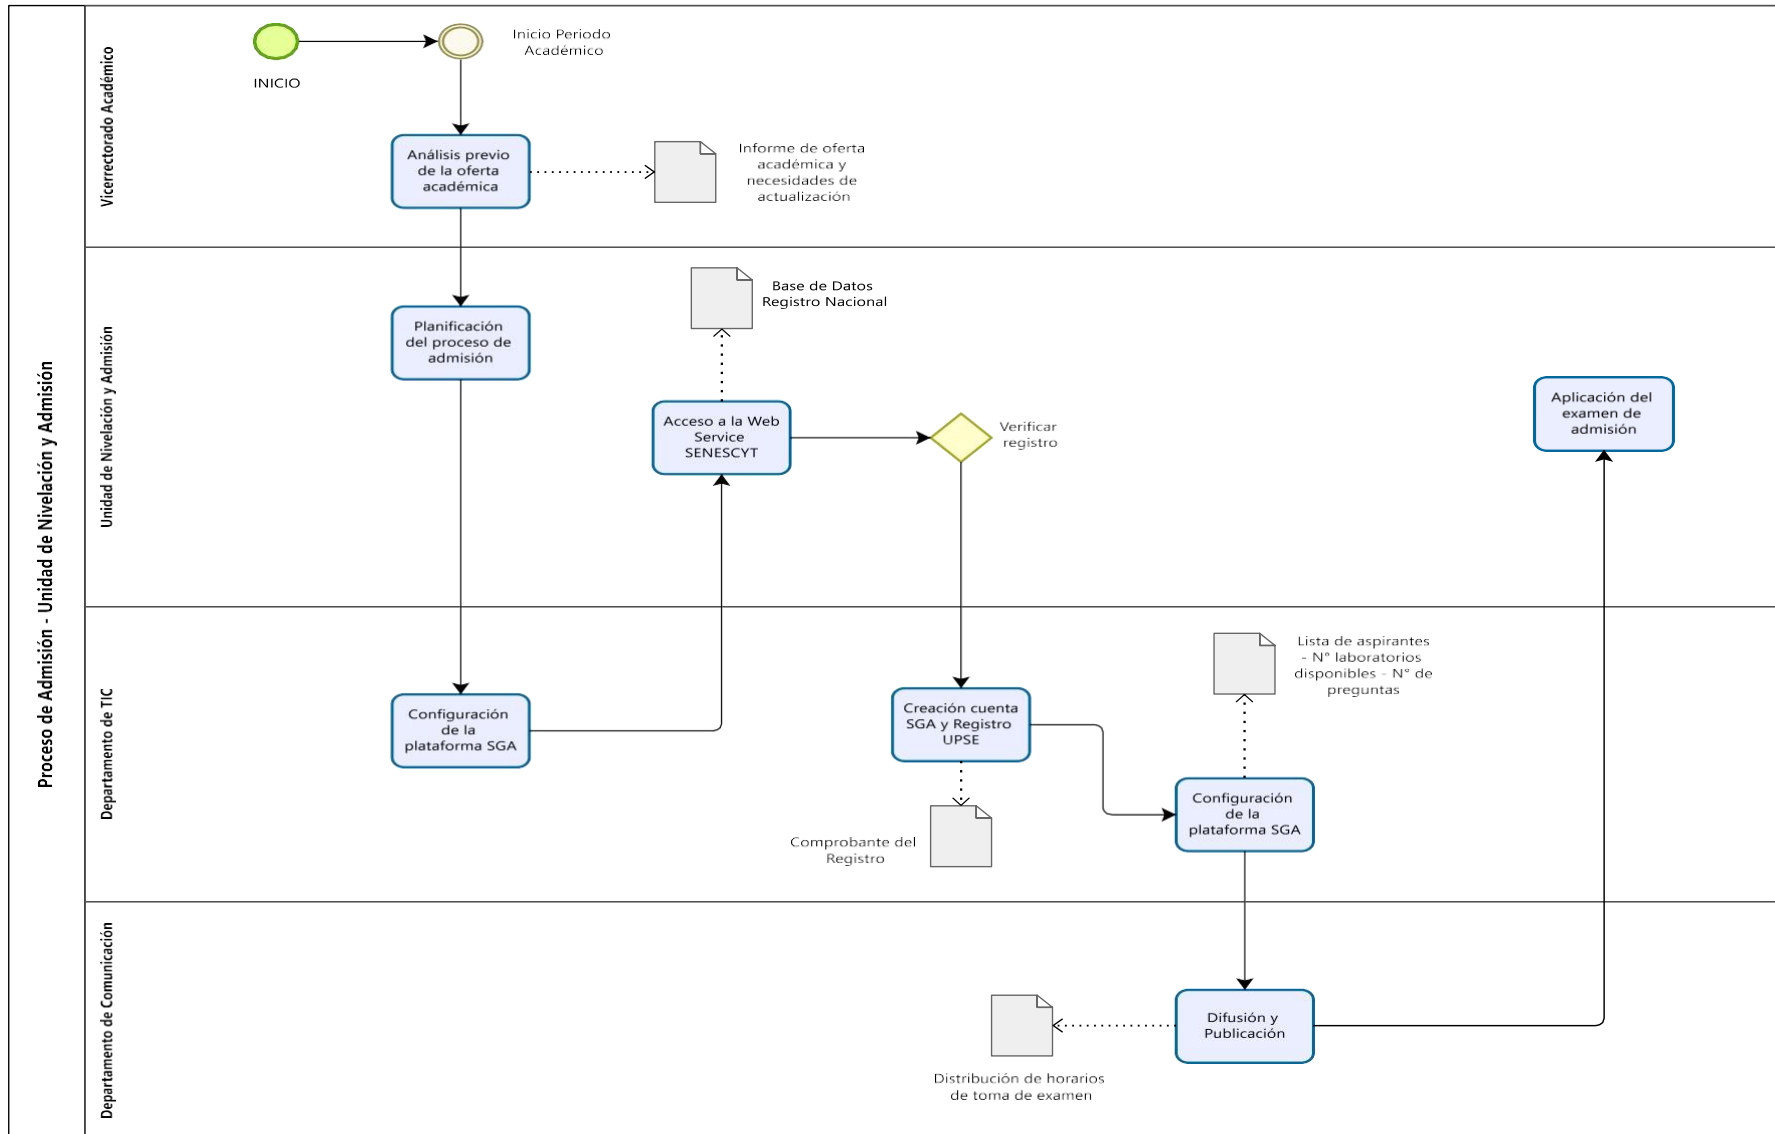 Proceso de Admisión - Unidad de Nivelación y Admisión
Vicerrectorado Académico
INICIO
Inicio Periodo
Académico
Análisis previo
de la oferta
académica
Informe de oferta
académica y
necesidades de
actualización
Unidad de Nivelación y Admisión
Planificación
del proceso de
admisión
Base de Datos
Registro Nacional
Acceso a la Web
Service
SENESCYT
Verificar
registro
Aplicación del
examen de
admisión
Departamento de TIC
Configuración
de la
plataforma SGA
Creación cuenta
SGA y Registro
UPSE
Comprobante del
Registro
Lista de aspirantes
- N° laboratorios
disponibles - N° de
preguntas
Configuración
de la
plataforma SGA
Departamento de Comunicación
Difusión y
Publicación
Distribución de horarios
de toma de examen